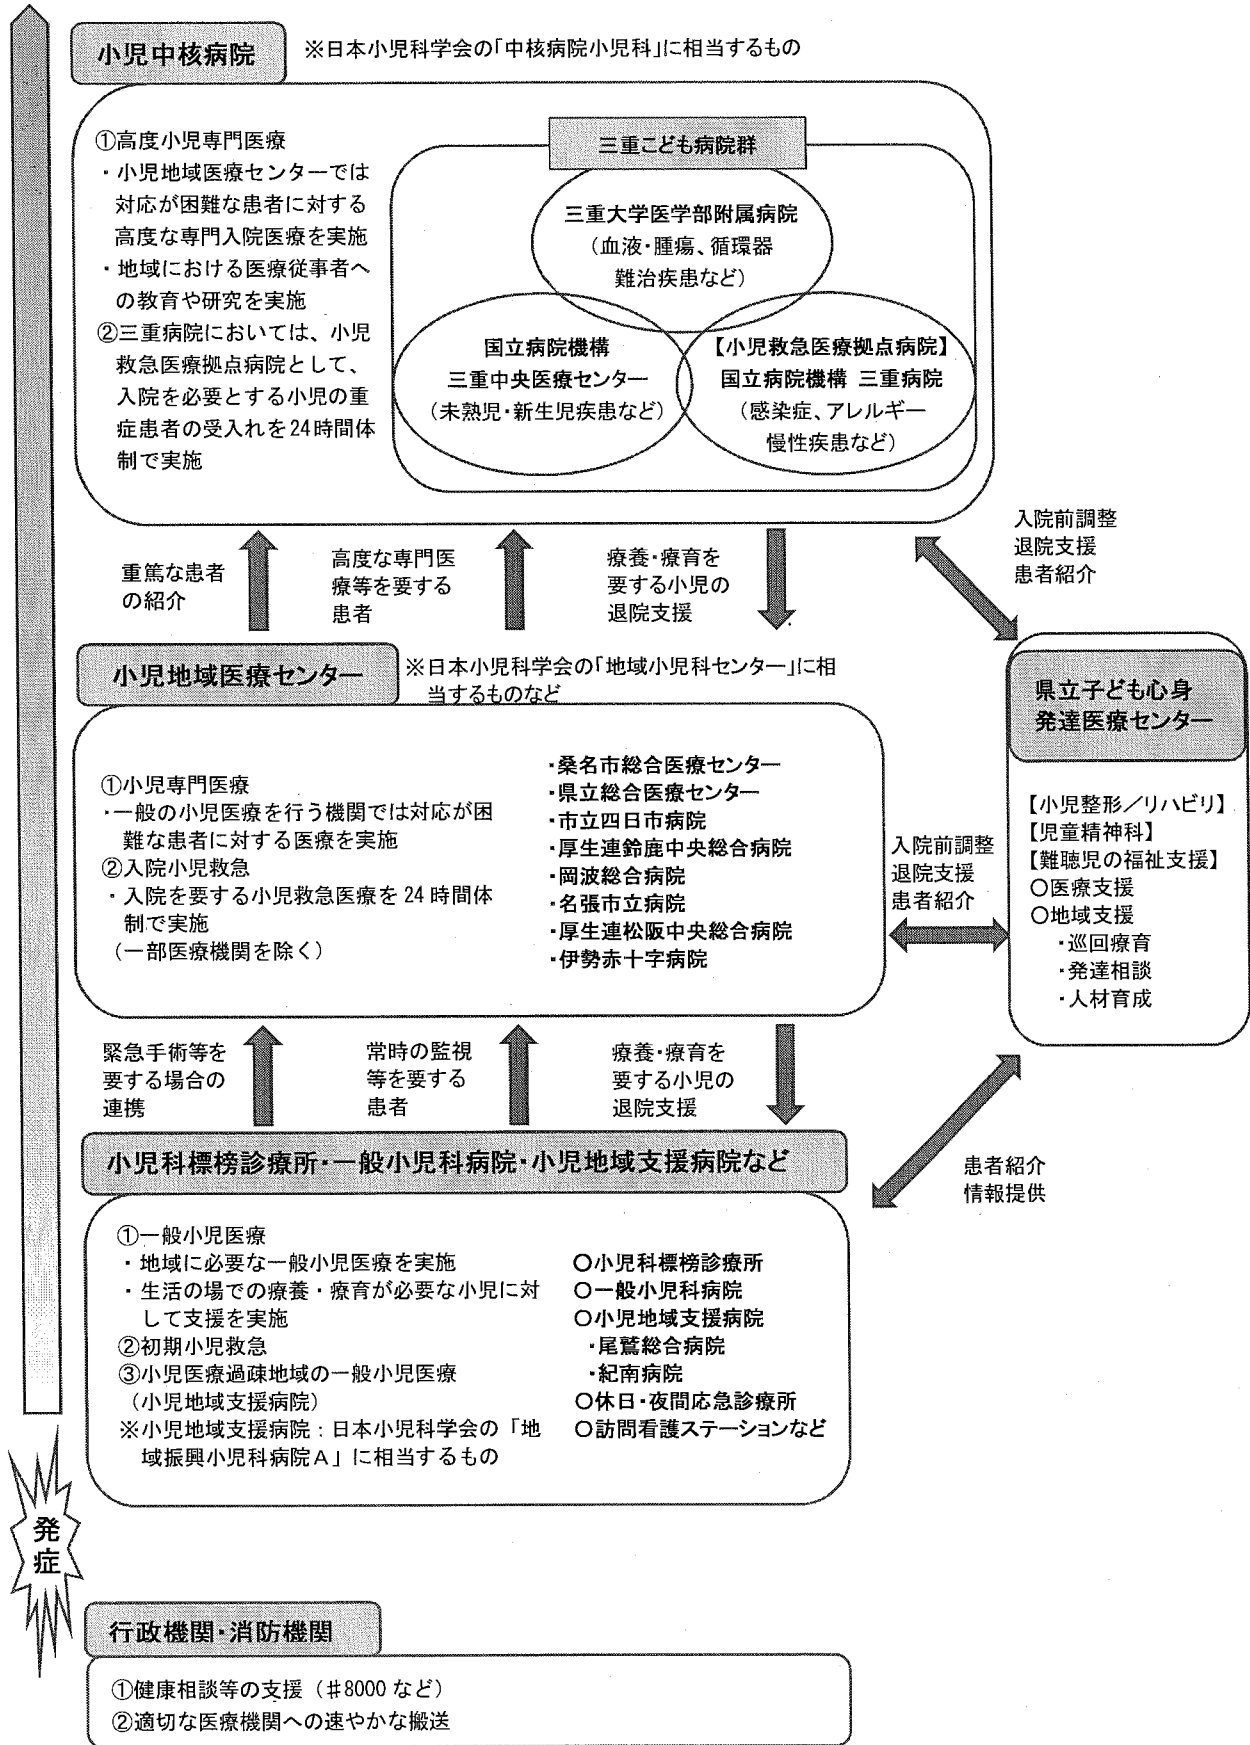 小児中核病院
※日本小児科学会の「中核病院小児科」に相当するもの
①高度小児専門医療
・小児地域医療センターでは
対応が困難な患者に対する
高度な専門入院医療を実施
・地域における医療従事者へ
の教育や研究を実施
②三重病院においては、小児
救急医療拠点病院として、
入院を必要とする小児の重
症患者の受入れを24時間体
制で実施
三重こども病院群
三重大学医学部附属病院
（血液・腫瘍、循環器
難治疾患など）
国立病院機構
三重中央医療センター
（未熟児・新生児疾患など）
【小児救急医療拠点病院】
国立病院機構 三重病院
（感染症、アレルギー
慢性疾患など）
重篤な患者
の紹介
高度な専門医
療等を要する
患者
療養・療育を
要する小児の
退院支援
入院前調整
退院支援
患者紹介
小児地域医療センター
※日本小児科学会の「地域小児科センター」に相
当するものなど
①小児専門医療
・一般の小児医療を行う機関では対応が困
難な患者に対する医療を実施
②入院小児救急
・入院を要する小児救急医療を 24 時間体
制で実施
（一部医療機関を除く）
・桑名市総合医療センター
・県立総合医療センター
・市立四日市病院
・厚生連鈴鹿中央総合病院
・岡波総合病院
・名張市立病院
・厚生連松阪中央総合病院
・伊勢赤十字病院
入院前調整
退院支援
患者紹介
県立子ども心身
発達医療センター
【小児整形／リハビリ】
【児童精神科】
【難聴児の福祉支援】
○医療支援
○地域支援
・巡回療育
・発達相談
・人材育成
緊急手術等を
要する場合の
連携
常時の監視
等を要する
患者
療養・療育を
要する小児の
退院支援
患者紹介
情報提供
小児科標榜診療所・一般小児科病院・小児地域支援病院など
①一般小児医療
・地域に必要な一般小児医療を実施
・生活の場での療養・療育が必要な小児に対
して支援を実施
②初期小児救急
③小児医療過疎地域の一般小児医療
（小児地域支援病院）
※小児地域支援病院：日本小児科学会の「地
域振興小児科病院Ａ」に相当するもの
○小児科標榜診療所
○一般小児科病院
○小児地域支援病院
・尾鷲総合病院
・紀南病院
○休日・夜間応急診療所
○訪問看護ステーションなど
発
症
行政機関・消防機関
①健康相談等の支援（＃8000 など）
②適切な医療機関への速やかな搬送